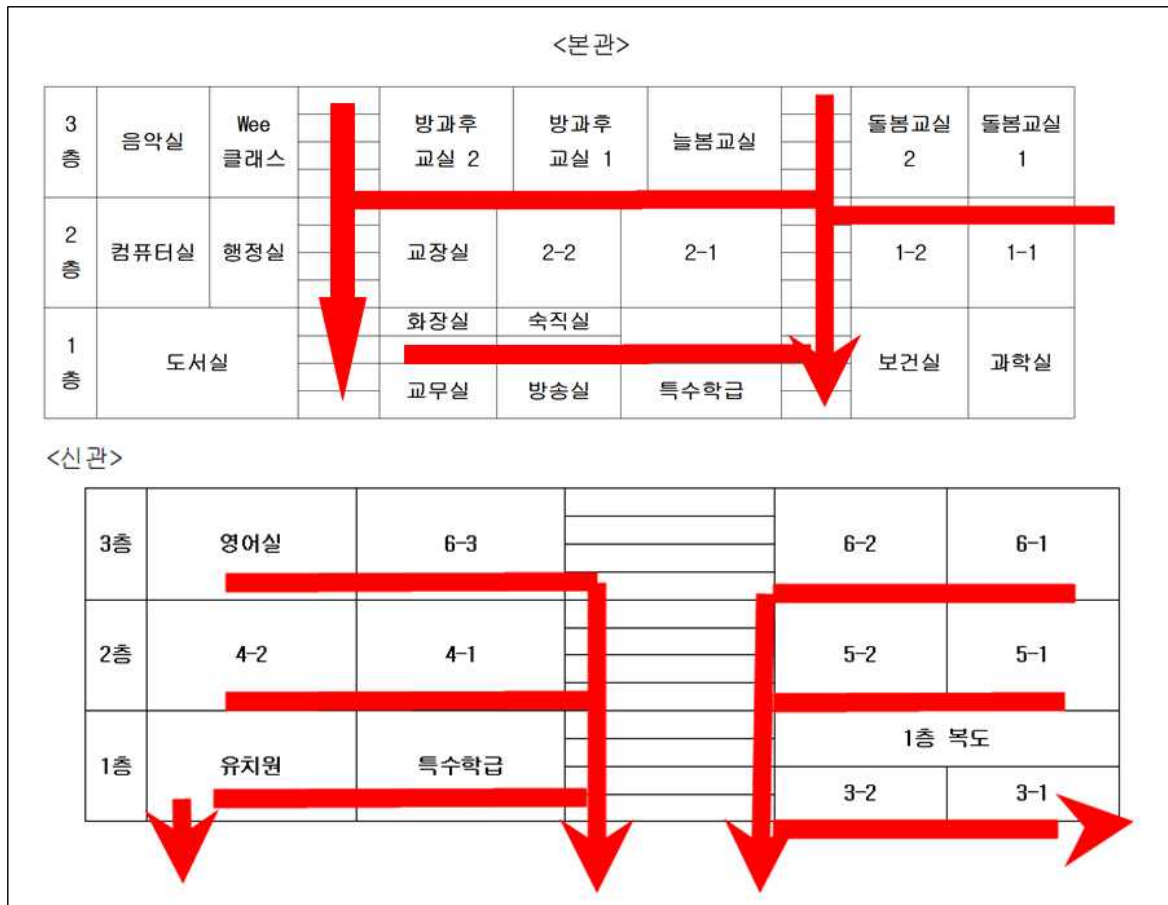 <본관>
3층 음악실 Wee 클래스 방과후 교실 2 방과후 교실 1 늘봄교실 돌봄교실 2 돌봄교실 1
2층 컴퓨터실 행정실 교장실 2-2 2-1 1-2 1-1
1층 도서실 화장실 숙직실 교무실 방송실 특수학급 보건실 과학실
<신관>
3층 영어실 6-3 6-2 6-1
2층 4-2 4-1 5-2 5-1
1층 유치원 특수학급 1층 복도 3-2 3-1